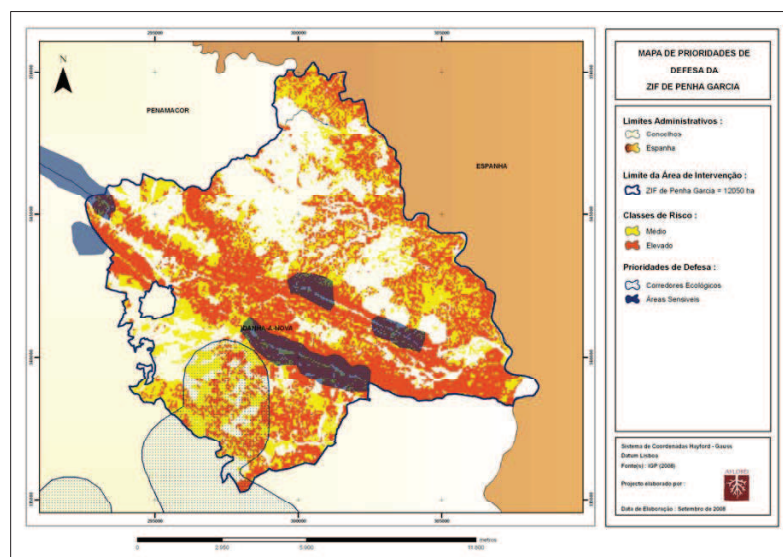 MAPA DE PRIORIDADES DE
DEFESA DA
ZIF DE PENHA GARCIA
Limites Administrativos :
Concelhos
Espanha
Limite da Área de Intervenção :
ZIF de Penha Garcia = 12050 ha
Classes de Risco :
Médio
Elevado
Prioridades de Defesa :
Corredores Ecológicos
Áreas Sensíveis
Sistema de Coordenadas Hayford - Gauss
Datum Lisboa
Fonte(s) : IGP (2008)
Projecto elaborado por :
Data de Elaboração : Setembro de 2008
N
PENAMACOR
ESPANHA
IDANHA-A-NOVA
metros
0